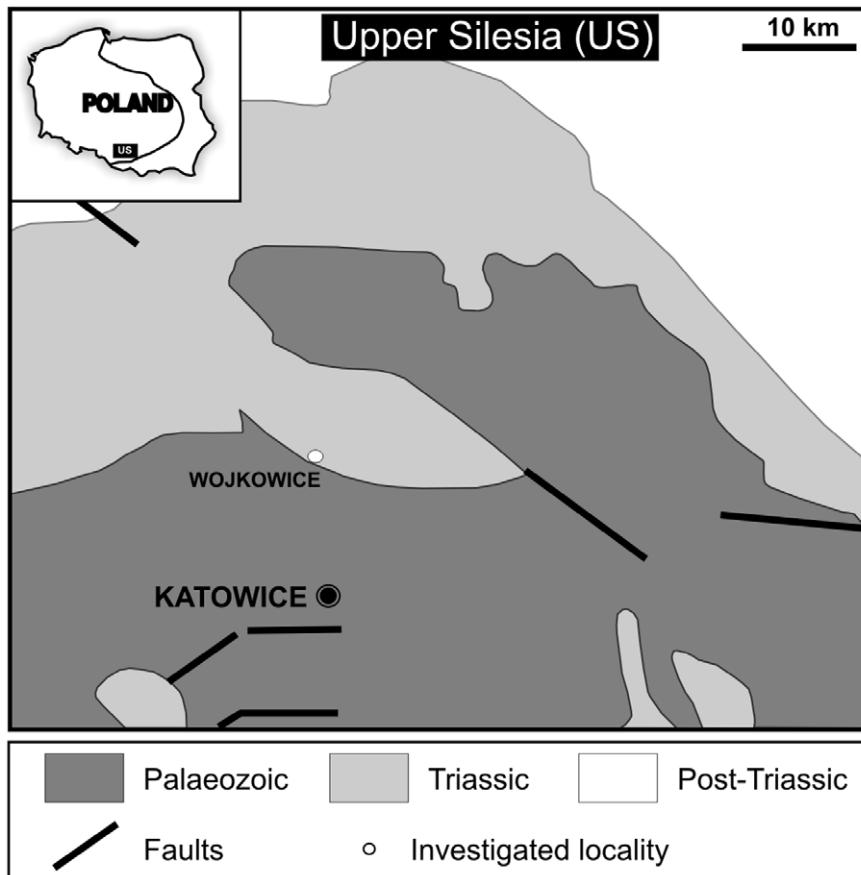 Upper Silesia (US)
10 km
POLAND
US
WOJKOWICE
KATOWICE
Palaeozoic
Triassic
Post-Triassic
Faults
Investigated locality